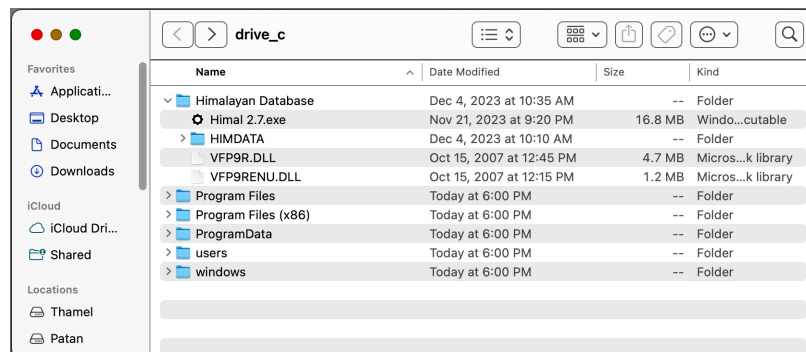 drive_c
Favorites
Applicati...
Desktop
Documents
Downloads
iCloud
iCloud Dri...
Shared
Locations
Thamel
Patan
Name Date Modified Size Kind
Himalayan Database Dec 4, 2023 at 10:35 AM -- Folder
Himal 2.7.exe Nov 21, 2023 at 9:20 PM 16.8 MB Windo...cutable
HIMDATA Dec 4, 2023 at 10:10 AM -- Folder
VFP9R.DLL Oct 15, 2007 at 12:45 PM 4.7 MB Micros...k library
VFP9RENU.DLL Oct 15, 2007 at 12:15 PM 1.2 MB Micros...k library
Program Files Today at 6:00 PM -- Folder
Program Files (x86) Today at 6:00 PM -- Folder
ProgramData Today at 6:00 PM -- Folder
users Today at 6:00 PM -- Folder
windows Today at 6:00 PM -- Folder